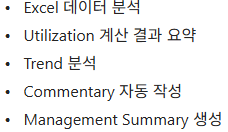 • Excel 데이터 분석
• Utilization 계산 결과 요약
• Trend 분석
• Commentary 자동 작성
• Management Summary 생성